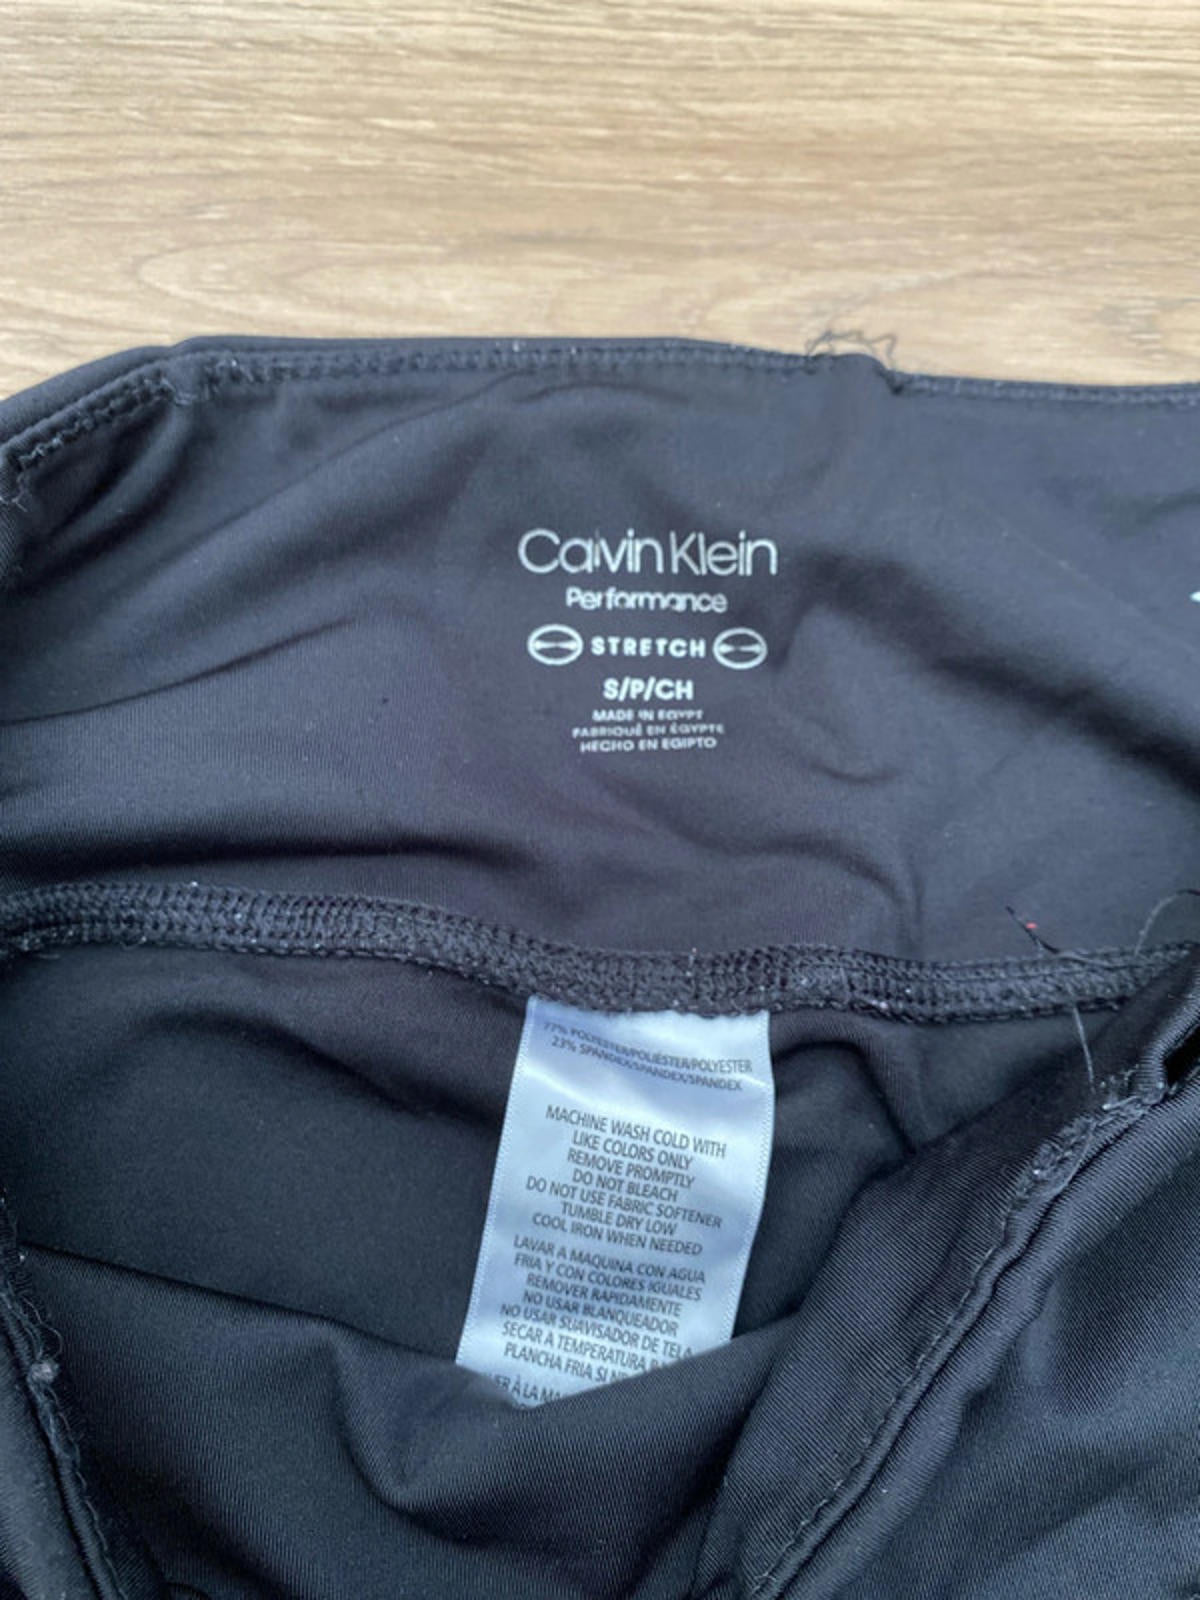 Calvin Klein
Performance
STRETCH
S/P/CH
MADE IN EGYPT
FABRIQUÉ EN ÉGYPTE
HECHO EN EGIPTO
77% POLYESTER/POLIÉSTER/POLYESTER
23% SPANDEX/SPANDEX/SPANDEX
MACHINE WASH COLD WITH
LIKE COLORS ONLY
REMOVE PROMPTLY
DO NOT BLEACH
DO NOT USE FABRIC SOFTENER
TUMBLE DRY LOW
COOL IRON WHEN NEEDED
LAVAR A MAQUINA CON AGUA
FRIA Y CON COLORES IGUALES
REMOVER RAPIDAMENTE
NO USAR BLANQUEADOR
NO USAR SUAVISADOR DE TELA
SECAR A TEMPERATURA
PLANCHA FRIA SI
À LA